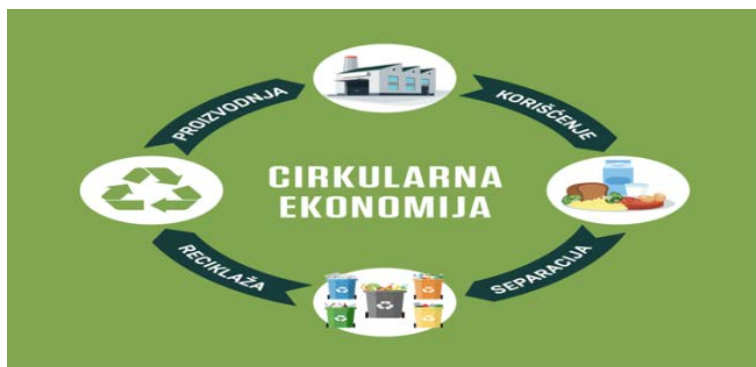 PROIZVODNJA
KORIŠĆENJE
CIRKULARNA
EKONOMIJA
RECIKLAŽA
SEPARACIJA